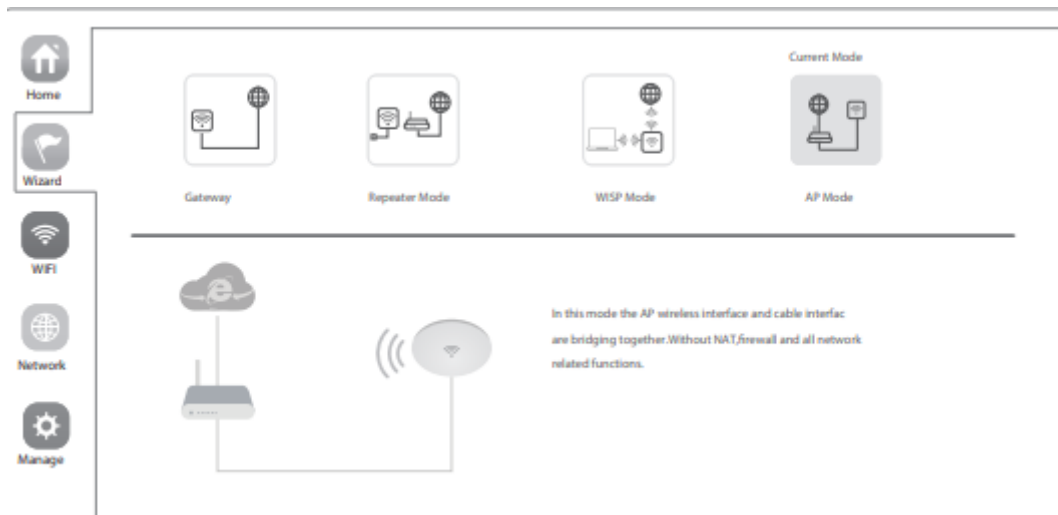 Current Mode
Home
Wizard
Gateway
Repeater Mode
WISP Mode
AP Mode
WIFI
In this mode the AP wireless interface and cable interfac
are bridging together.Without NAT,firewall and all network
related functions.
Network
Manage